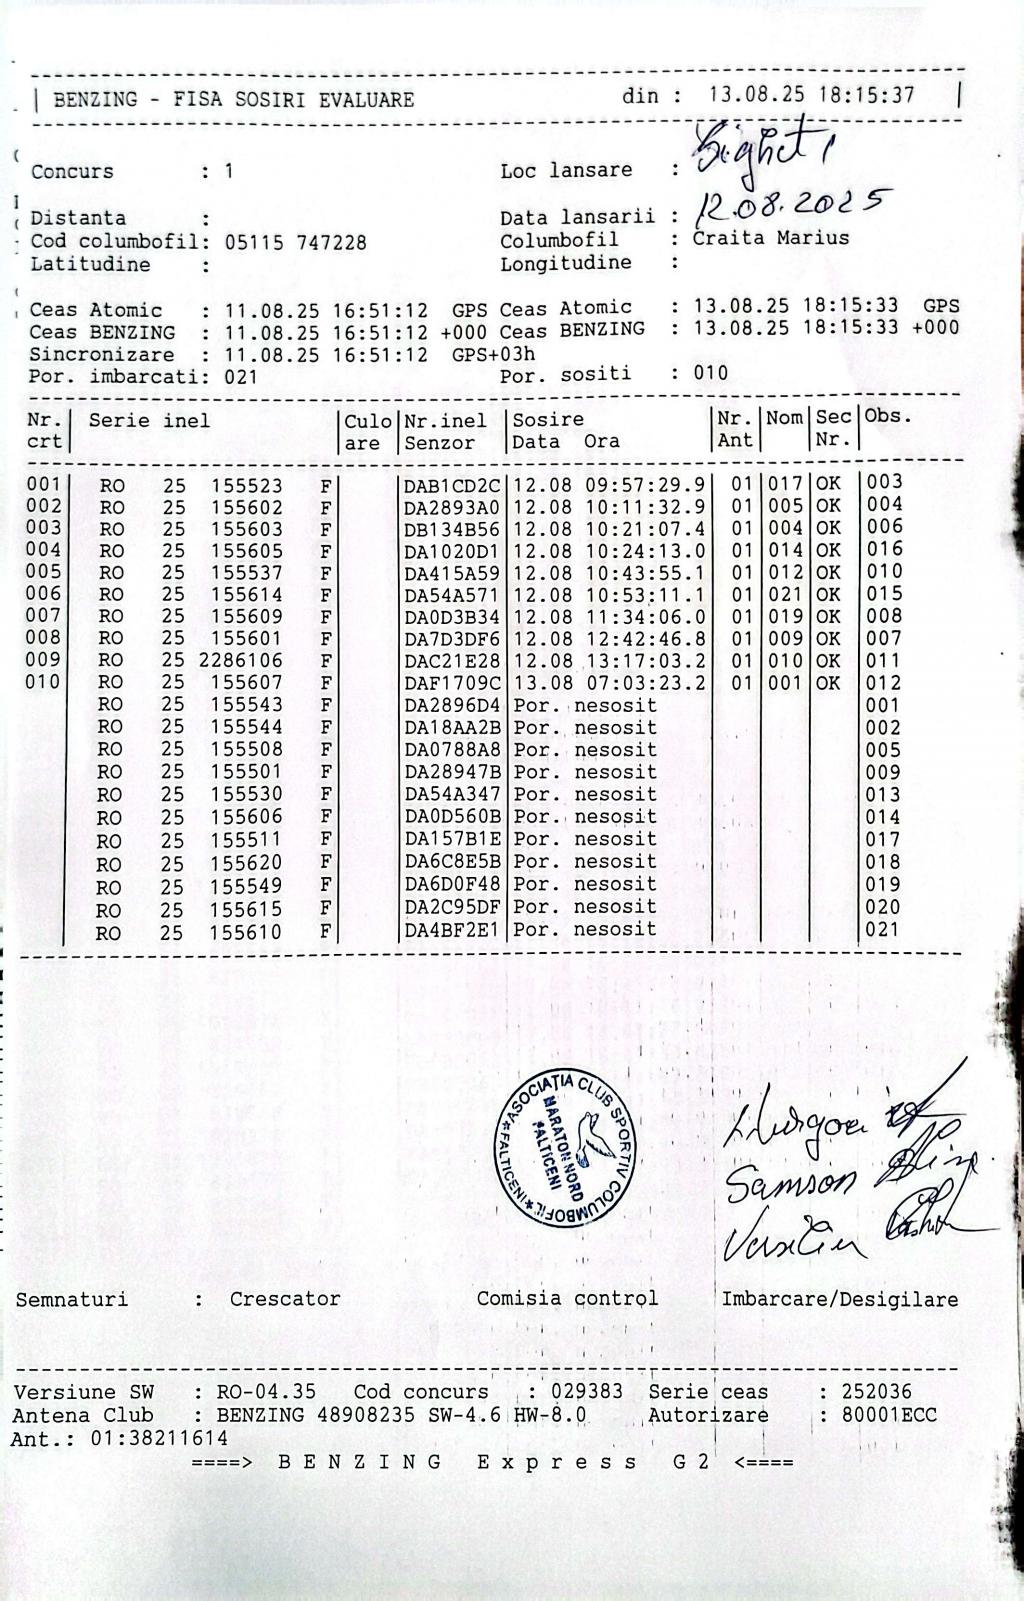 BENZING - FISA SOSIRI EVALUARE din : 13.08.25 18:15:37
Concurs : 1 Loc lansare : Sighet 1
Distanta : Data lansarii : 12.08.2025
Cod columbofil: 05115 747228 Columbofil : Craita Marius
Latitudine : Longitudine :
Ceas Atomic : 11.08.25 16:51:12 GPS Ceas Atomic : 13.08.25 18:15:33 GPS
Ceas BENZING : 11.08.25 16:51:12 +000 Ceas BENZING : 13.08.25 18:15:33 +000
Sincronizare : 11.08.25 16:51:12 GPS+03h
Por. imbarcati: 021 Por. sositi : 010
Nr. Serie inel Culo Nr.inel Sosire Nr. Nom Sec Obs.
crt are Senzor Data Ora Ant Nr.
001 RO 25 155523 F DAB1CD2C 12.08 09:57:29.9 01 017 OK 003
002 RO 25 155602 F DA2893A0 12.08 10:11:32.9 01 005 OK 004
003 RO 25 155603 F DB134B56 12.08 10:21:07.4 01 004 OK 006
004 RO 25 155605 F DA1020D1 12.08 10:24:13.0 01 014 OK 016
005 RO 25 155537 F DA415A59 12.08 10:43:55.1 01 012 OK 010
006 RO 25 155614 F DA54A571 12.08 10:53:11.1 01 021 OK 015
007 RO 25 155609 F DA0D3B34 12.08 11:34:06.0 01 019 OK 008
008 RO 25 155601 F DA7D3DF6 12.08 12:42:46.8 01 009 OK 007
009 RO 25 2286106 F DAC21E28 12.08 13:17:03.2 01 010 OK 011
010 RO 25 155607 F DAF1709C 13.08 07:03:23.2 01 001 OK 012
RO 25 155543 F DA2896D4 Por. nesosit 001
RO 25 155544 F DA18AA2B Por. nesosit 002
RO 25 155508 F DA0788A8 Por. nesosit 005
RO 25 155501 F DA28947B Por. nesosit 009
RO 25 155530 F DA54A347 Por. nesosit 013
RO 25 155606 F DA0D560B Por. nesosit 014
RO 25 155511 F DA157B1E Por. nesosit 017
RO 25 155620 F DA6C8E5B Por. nesosit 018
RO 25 155549 F DA6D0F48 Por. nesosit 019
RO 25 155615 F DA2C95DF Por. nesosit 020
RO 25 155610 F DA4BF2E1 Por. nesosit 021
ASOCIAȚIA CLUB SPORTIV COLUMBOFIL
MARATON NORD
FALTICENI
*FALTICENI*
Samson
Semnaturi : Crescator Comisia control Imbarcare/Desigilare
Versiune SW : RO-04.35 Cod concurs : 029383 Serie ceas : 252036
Antena Club : BENZING 48908235 SW-4.6 HW-8.0 Autorizare : 80001ECC
Ant.: 01:38211614
====> B E N Z I N G E x p r e s s G 2 <====